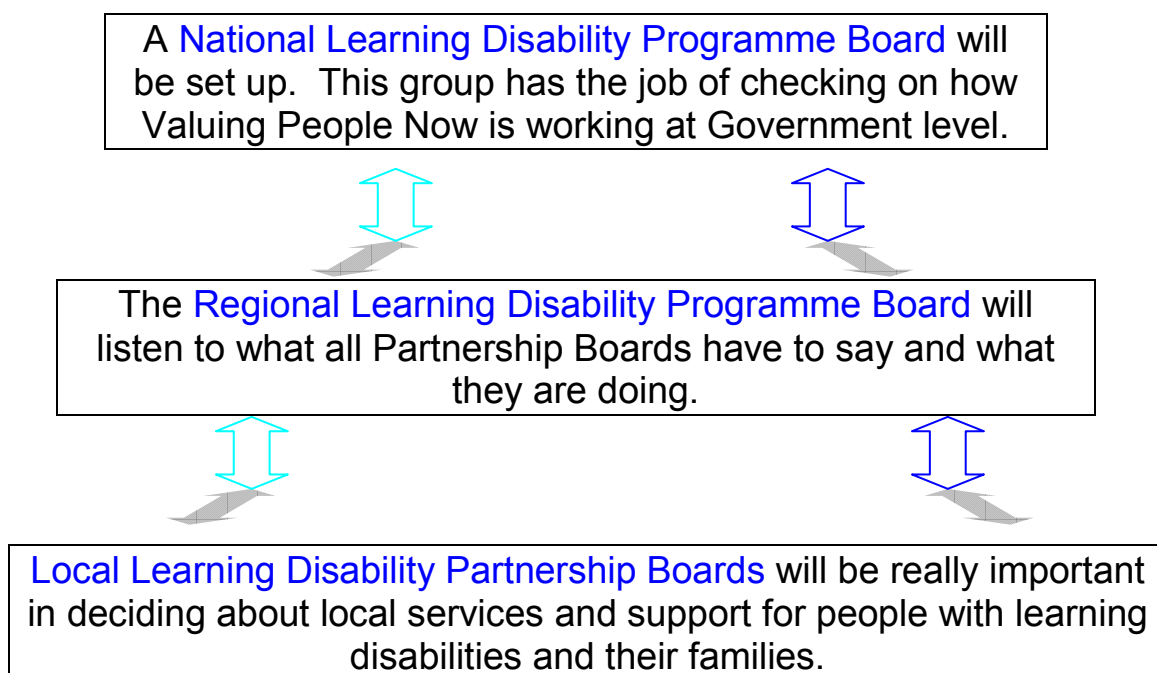 A National Learning Disability Programme Board will
be set up.  This group has the job of checking on how
Valuing People Now is working at Government level.
The Regional Learning Disability Programme Board will
listen to what all Partnership Boards have to say and what
they are doing.
Local Learning Disability Partnership Boards will be really important
in deciding about local services and support for people with learning
disabilities and their families.